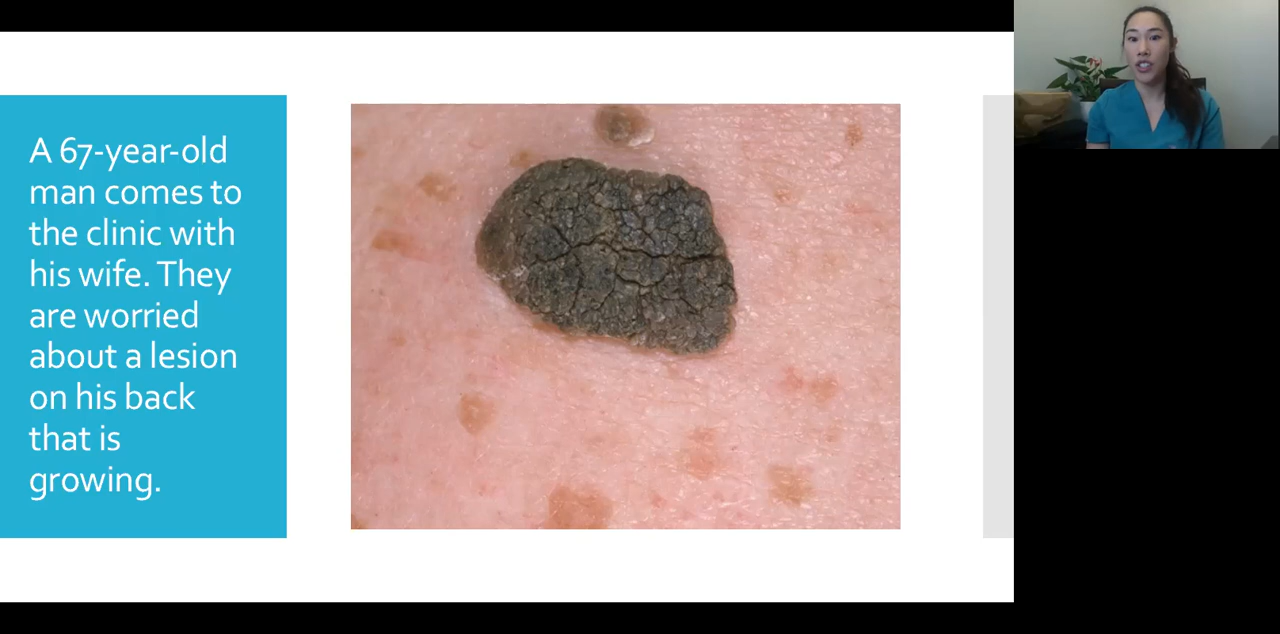 A 67-year-old
man comes to
the clinic with
his wife. They
are worried
about a lesion
on his back
that is
growing.